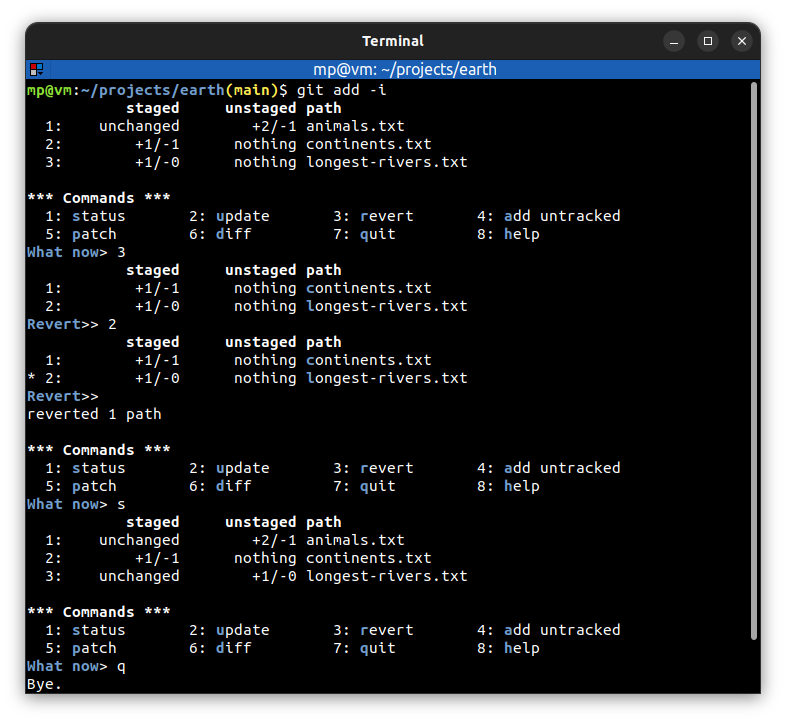 Terminal
mp@vm: ~/projects/earth
mp@vm:~/projects/earth(main)$ git add -i
           staged     unstaged path
  1:    unchanged        +2/-1 animals.txt
  2:        +1/-1      nothing continents.txt
  3:        +1/-0      nothing longest-rivers.txt

*** Commands ***
  1: status       2: update       3: revert       4: add untracked
  5: patch        6: diff         7: quit         8: help
What now> 3
           staged     unstaged path
  1:        +1/-1      nothing continents.txt
  2:        +1/-0      nothing longest-rivers.txt
Revert>> 2
           staged     unstaged path
  1:        +1/-1      nothing continents.txt
* 2:        +1/-0      nothing longest-rivers.txt
Revert>>
reverted 1 path

*** Commands ***
  1: status       2: update       3: revert       4: add untracked
  5: patch        6: diff         7: quit         8: help
What now> s
           staged     unstaged path
  1:    unchanged        +2/-1 animals.txt
  2:        +1/-1      nothing continents.txt
  3:    unchanged        +1/-0 longest-rivers.txt

*** Commands ***
  1: status       2: update       3: revert       4: add untracked
  5: patch        6: diff         7: quit         8: help
What now> q
Bye.